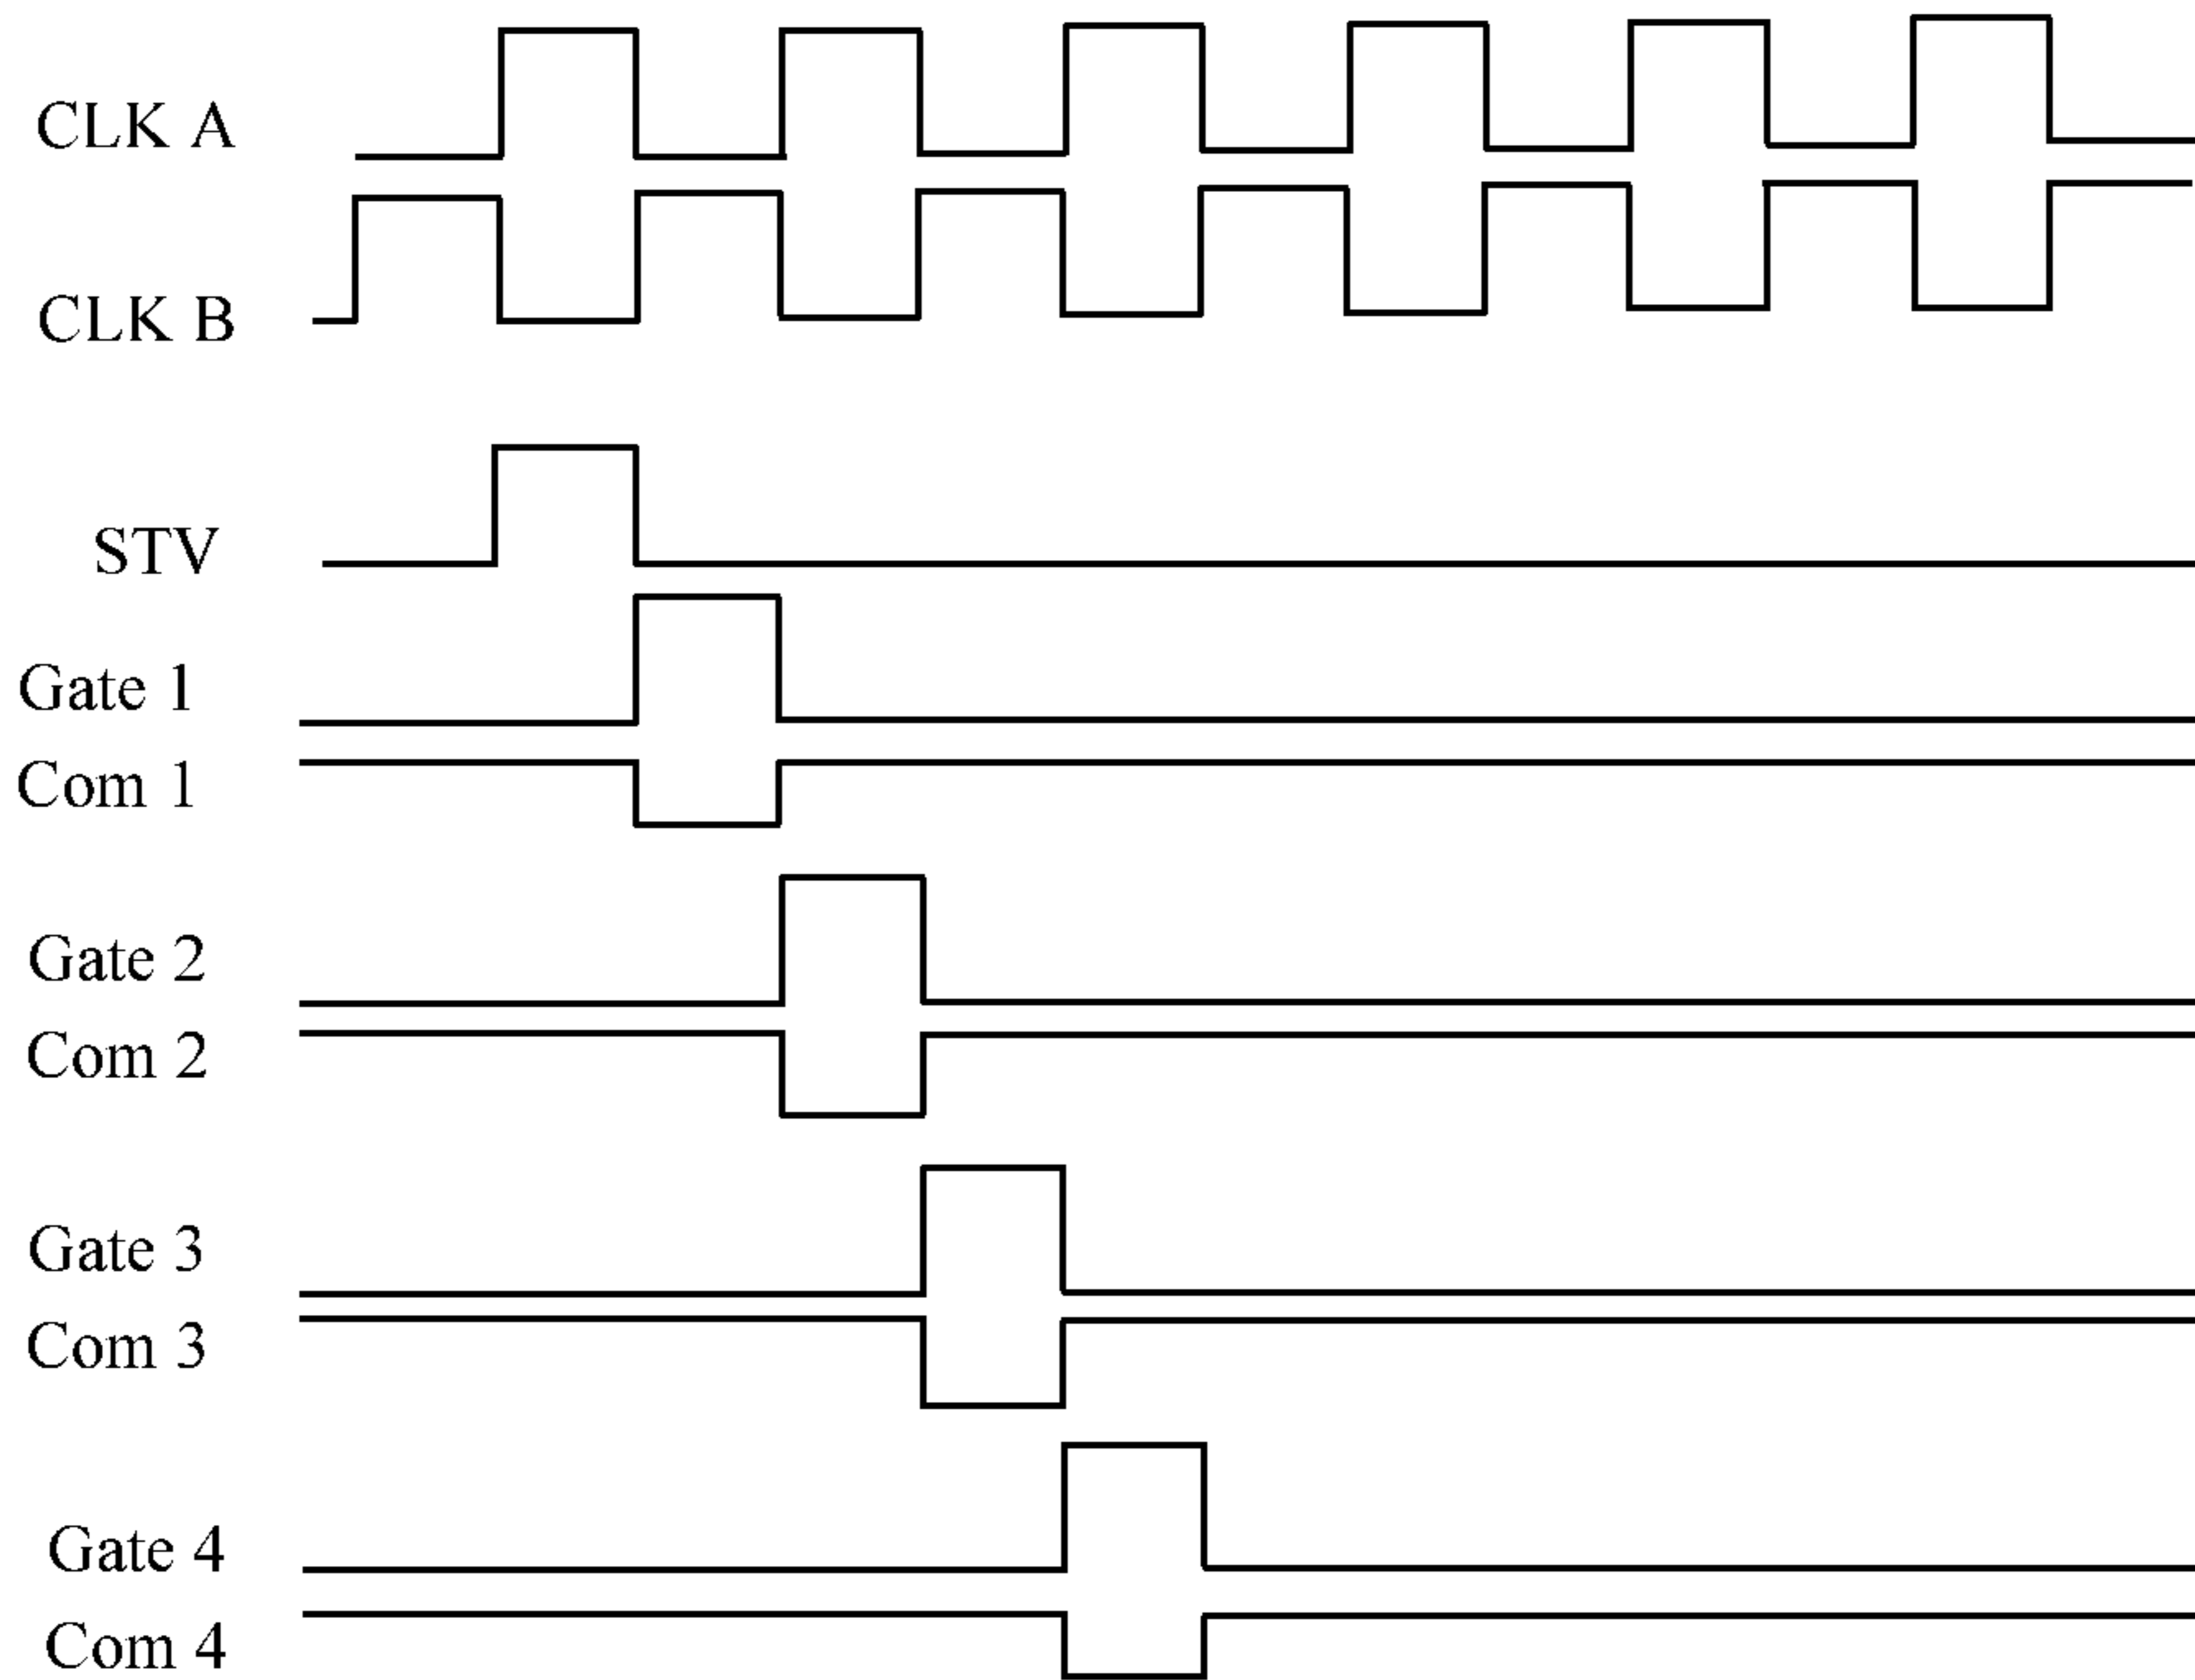 CLK A
CLK B
STV
Gate 1
Com 1
Gate 2
Com 2
Gate 3
Com 3
Gate 4
Com 4